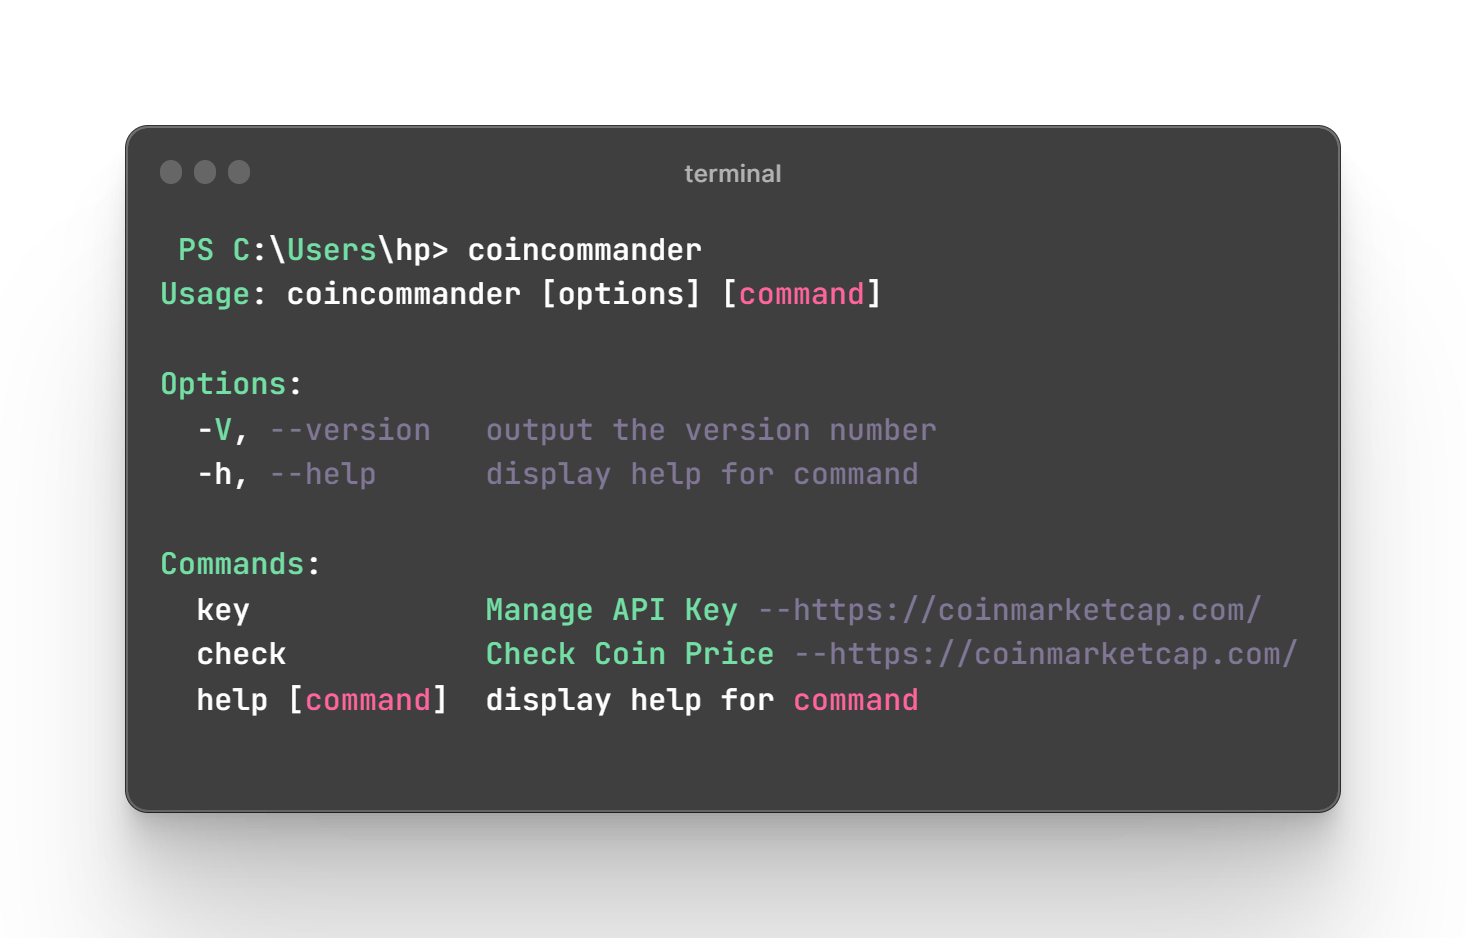 terminal
PS C:\Users\hp> coincommander
Usage: coincommander [options] [command]
Options:
-V, --version   output the version number
-h, --help      display help for command
Commands:
key             Manage API Key --https://coinmarketcap.com/
check           Check Coin Price --https://coinmarketcap.com/
help [command]  display help for command